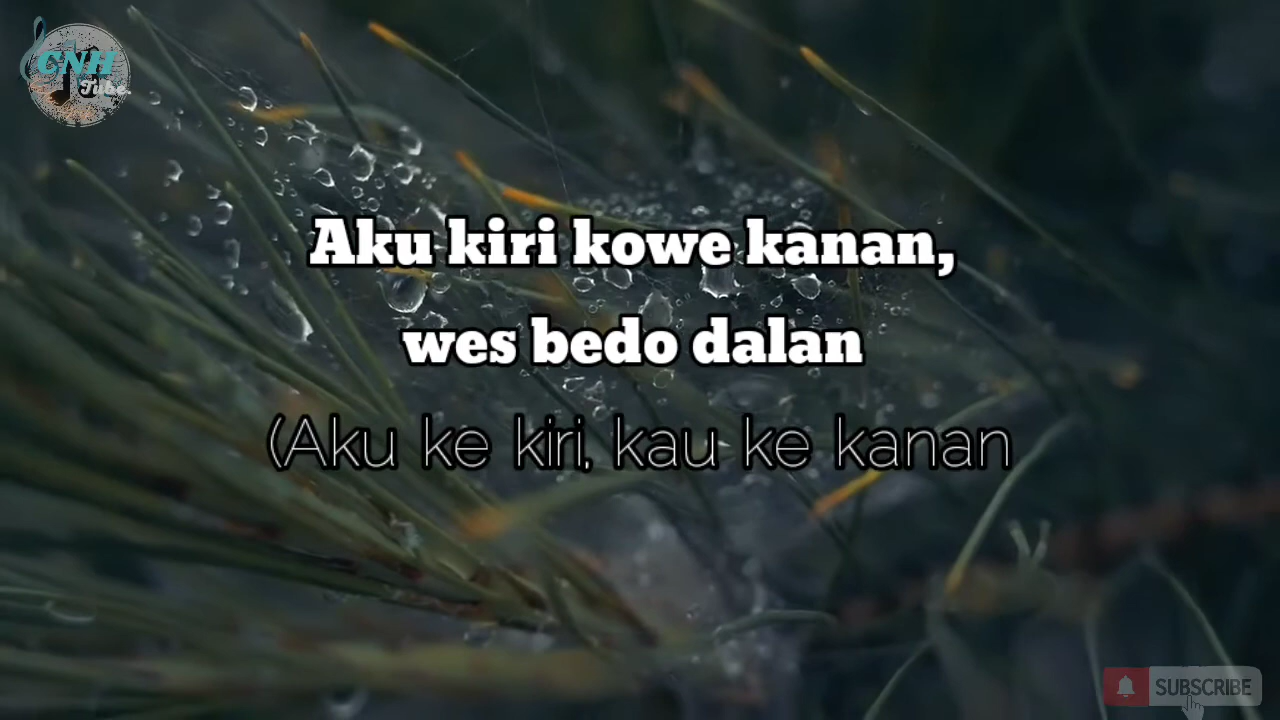 CNH
Tube
Aku kiri kowe kanan,
wes bedo dalan
(Aku ke kiri, kau ke kanan
SUBSCRIBE